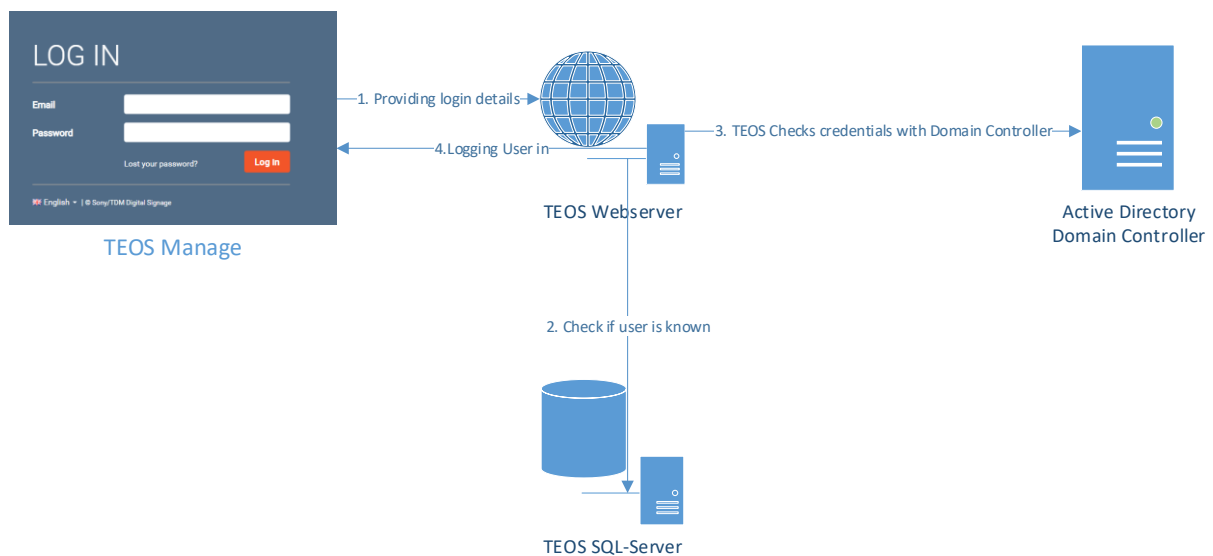 LOG IN
Email
Password
Lost your password?
Log In
English | © Sony/TDM Digital Signage
TEOS Manage
1. Providing login details
4.Logging User in
TEOS Webserver
3. TEOS Checks credentials with Domain Controller
Active Directory
Domain Controller
2. Check if user is known
TEOS SQL-Server